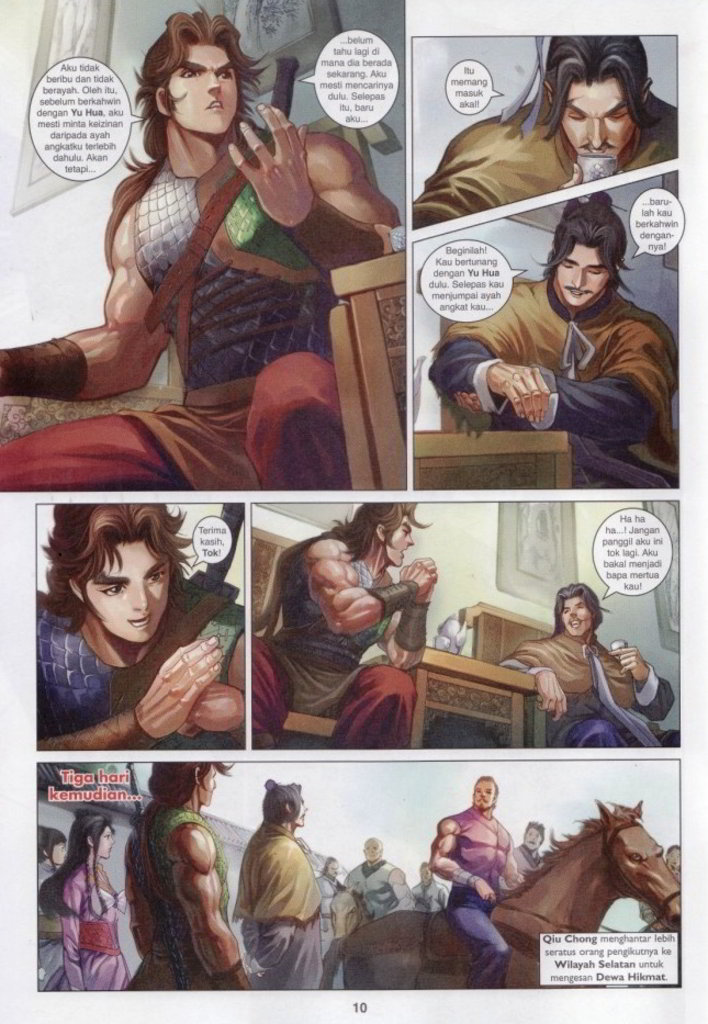 Aku tidak
beribu dan tidak
berayah. Oleh itu,
sebelum berkahwin
dengan Yu Hua, aku
mesti minta keizinan
daripada ayah
angkatku terlebih
dahulu. Akan
tetapi...
...belum
tahu lagi di
mana dia berada
sekarang. Aku
mesti mencarinya
dulu. Selepas
itu, baru
aku...
Itu
memang
masuk
akal!
Beginilah!
Kau bertunang
dengan Yu Hua
dulu. Selepas kau
menjumpai ayah
angkat kau...
...baru-
lah kau
berkahwin
dengan-
nya!
Terima
kasih,
Tok!
Ha ha
ha...! Jangan
panggil aku ini
tok lagi. Aku
bakal menjadi
bapa mertua
kau!
Tiga hari
kemudian...
Qiu Chong menghantar lebih
seratus orang pengikutnya ke
Wilayah Selatan untuk
mengesan Dewa Hikmat.
10